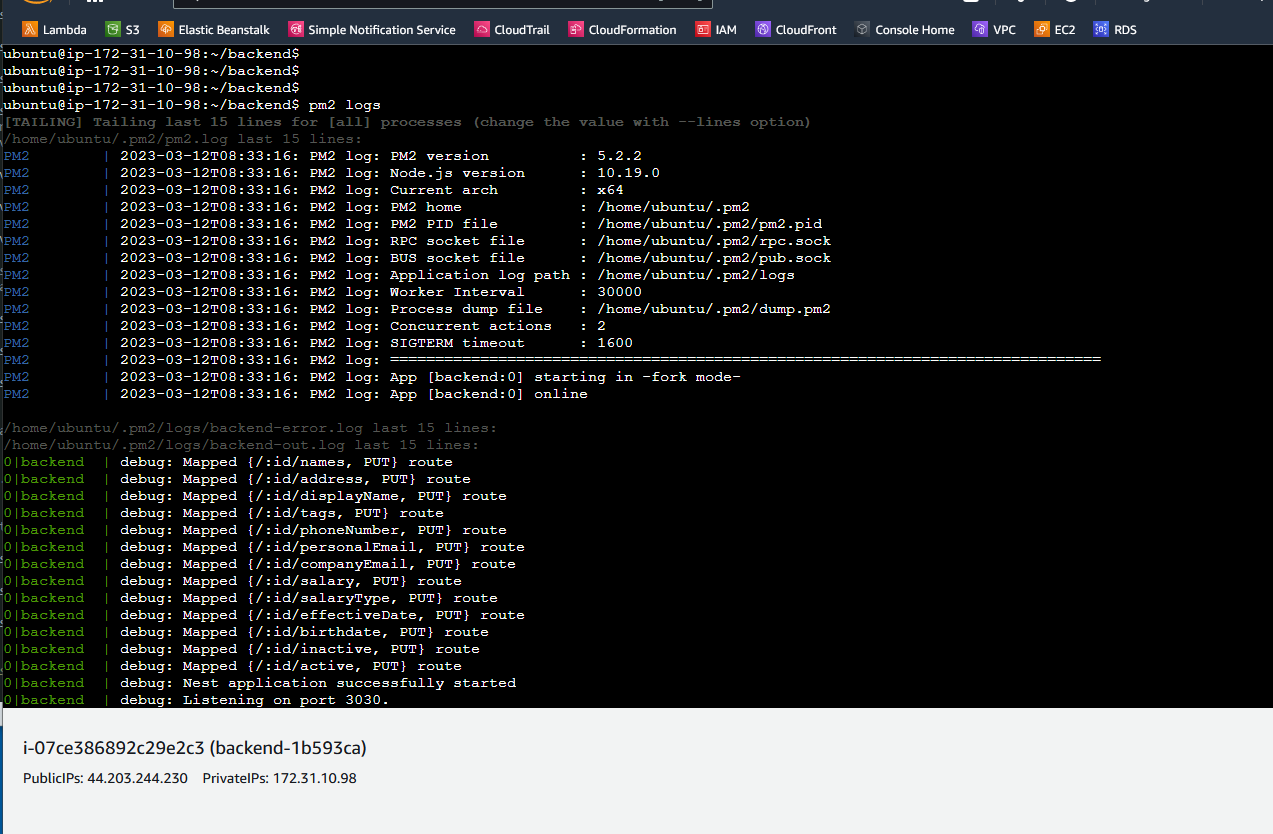 Lambda S3 Elastic Beanstalk Simple Notification Service CloudTrail CloudFormation IAM CloudFront Console Home VPC EC2 RDS
ubuntu@ip-172-31-10-98:~/backend$
ubuntu@ip-172-31-10-98:~/backend$
ubuntu@ip-172-31-10-98:~/backend$
ubuntu@ip-172-31-10-98:~/backend$ pm2 logs
[TAILING] Tailing last 15 lines for [all] processes (change the value with --lines option)
/home/ubuntu/.pm2/pm2.log last 15 lines:
PM2        | 2023-03-12T08:33:16: PM2 log: PM2 version          : 5.2.2
PM2        | 2023-03-12T08:33:16: PM2 log: Node.js version      : 10.19.0
PM2        | 2023-03-12T08:33:16: PM2 log: Current arch         : x64
PM2        | 2023-03-12T08:33:16: PM2 log: PM2 home             : /home/ubuntu/.pm2
PM2        | 2023-03-12T08:33:16: PM2 log: PM2 PID file         : /home/ubuntu/.pm2/pm2.pid
PM2        | 2023-03-12T08:33:16: PM2 log: RPC socket file      : /home/ubuntu/.pm2/rpc.sock
PM2        | 2023-03-12T08:33:16: PM2 log: BUS socket file      : /home/ubuntu/.pm2/pub.sock
PM2        | 2023-03-12T08:33:16: PM2 log: Application log path : /home/ubuntu/.pm2/logs
PM2        | 2023-03-12T08:33:16: PM2 log: Worker Interval      : 30000
PM2        | 2023-03-12T08:33:16: PM2 log: Process dump file    : /home/ubuntu/.pm2/dump.pm2
PM2        | 2023-03-12T08:33:16: PM2 log: Concurrent actions   : 2
PM2        | 2023-03-12T08:33:16: PM2 log: SIGTERM timeout      : 1600
PM2        | 2023-03-12T08:33:16: PM2 log: ===============================================================================
PM2        | 2023-03-12T08:33:16: PM2 log: App [backend:0] starting in -fork mode-
PM2        | 2023-03-12T08:33:16: PM2 log: App [backend:0] online
/home/ubuntu/.pm2/logs/backend-error.log last 15 lines:
/home/ubuntu/.pm2/logs/backend-out.log last 15 lines:
0|backend  | debug: Mapped {/:id/names, PUT} route
0|backend  | debug: Mapped {/:id/address, PUT} route
0|backend  | debug: Mapped {/:id/displayName, PUT} route
0|backend  | debug: Mapped {/:id/tags, PUT} route
0|backend  | debug: Mapped {/:id/phoneNumber, PUT} route
0|backend  | debug: Mapped {/:id/personalEmail, PUT} route
0|backend  | debug: Mapped {/:id/companyEmail, PUT} route
0|backend  | debug: Mapped {/:id/salary, PUT} route
0|backend  | debug: Mapped {/:id/salaryType, PUT} route
0|backend  | debug: Mapped {/:id/effectiveDate, PUT} route
0|backend  | debug: Mapped {/:id/birthdate, PUT} route
0|backend  | debug: Mapped {/:id/inactive, PUT} route
0|backend  | debug: Mapped {/:id/active, PUT} route
0|backend  | debug: Nest application successfully started
0|backend  | debug: Listening on port 3030.
i-07ce386892c29e2c3 (backend-1b593ca)
PublicIPs: 44.203.244.230 PrivateIPs: 172.31.10.98